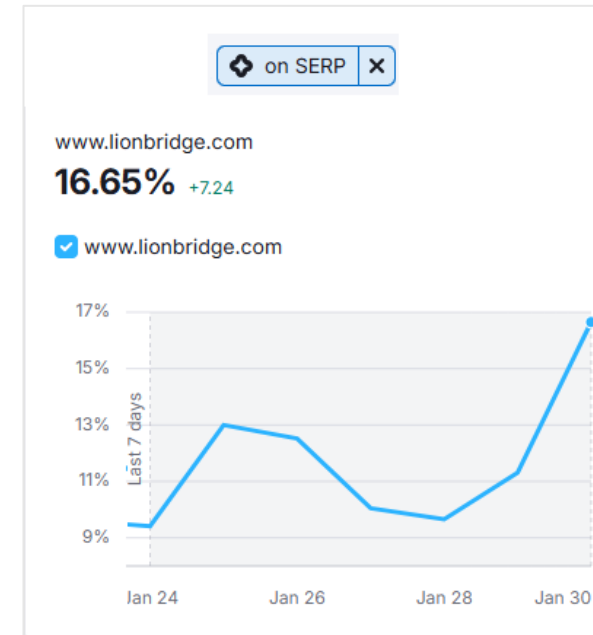 on SERP
www.lionbridge.com
16.65% +7.24
www.lionbridge.com
17%
15%
13%
11%
9%
Last 7 days
Jan 24 Jan 26 Jan 28 Jan 30